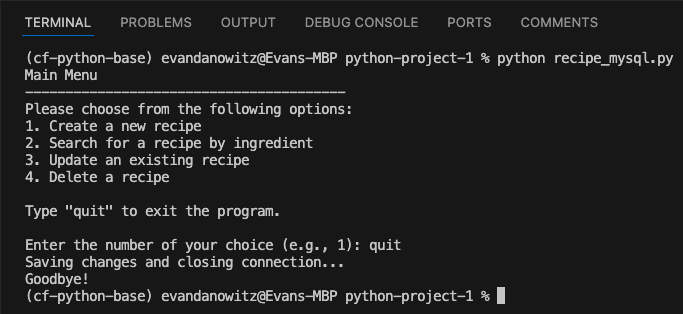 TERMINAL PROBLEMS OUTPUT DEBUG CONSOLE PORTS COMMENTS
(cf-python-base) evandanowitz@Evans-MBP python-project-1 % python recipe_mysql.py
Main Menu
----------------------------------------
Please choose from the following options:
1. Create a new recipe
2. Search for a recipe by ingredient
3. Update an existing recipe
4. Delete a recipe
Type "quit" to exit the program.
Enter the number of your choice (e.g., 1): quit
Saving changes and closing connection...
Goodbye!
(cf-python-base) evandanowitz@Evans-MBP python-project-1 %